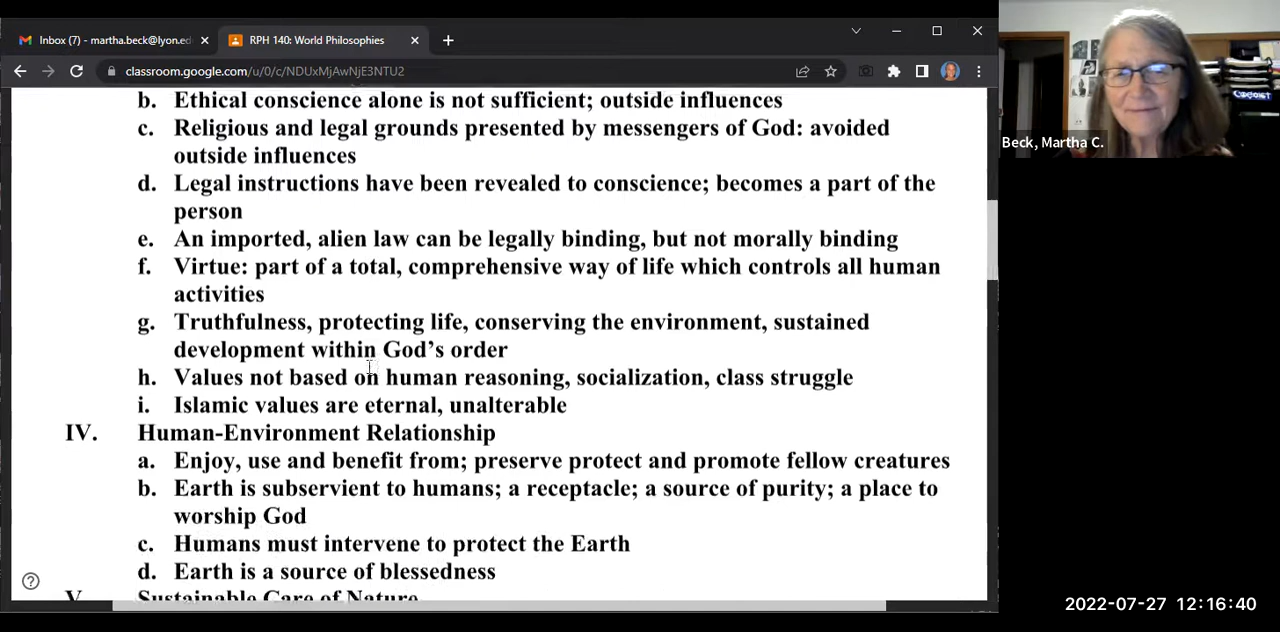 Inbox (7) - martha.beck@lyon.ed
RPH 140: World Philosophies
classroom.google.com/u/0/c/NDUxMjAwNjE3NTU2
b. Ethical conscience alone is not sufficient; outside influences
c. Religious and legal grounds presented by messengers of God: avoided
outside influences
d. Legal instructions have been revealed to conscience; becomes a part of the
person
e. An imported, alien law can be legally binding, but not morally binding
f. Virtue: part of a total, comprehensive way of life which controls all human
activities
g. Truthfulness, protecting life, conserving the environment, sustained
development within God's order
h. Values not based on human reasoning, socialization, class struggle
i. Islamic values are eternal, unalterable
IV. Human-Environment Relationship
a. Enjoy, use and benefit from; preserve protect and promote fellow creatures
b. Earth is subservient to humans; a receptacle; a source of purity; a place to
worship God
c. Humans must intervene to protect the Earth
d. Earth is a source of blessedness
V. Sustainable Care of Nature
Beck, Martha C.
2022-07-27 12:16:40